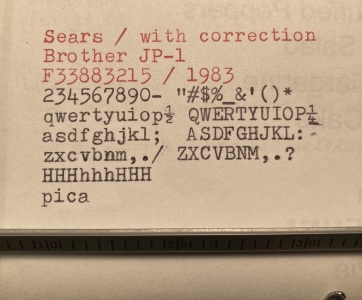 Sears / with correction
Brother JP-1
F33883215 / 1983
234567890- "#$%_&'()*
qwertyuiop½ QWERTYUIOP¼
asdfghjkl; ASDFGHJKL:
zxcvbnm,./ ZXCVBNM,.?
HHHhhhHHH
pica